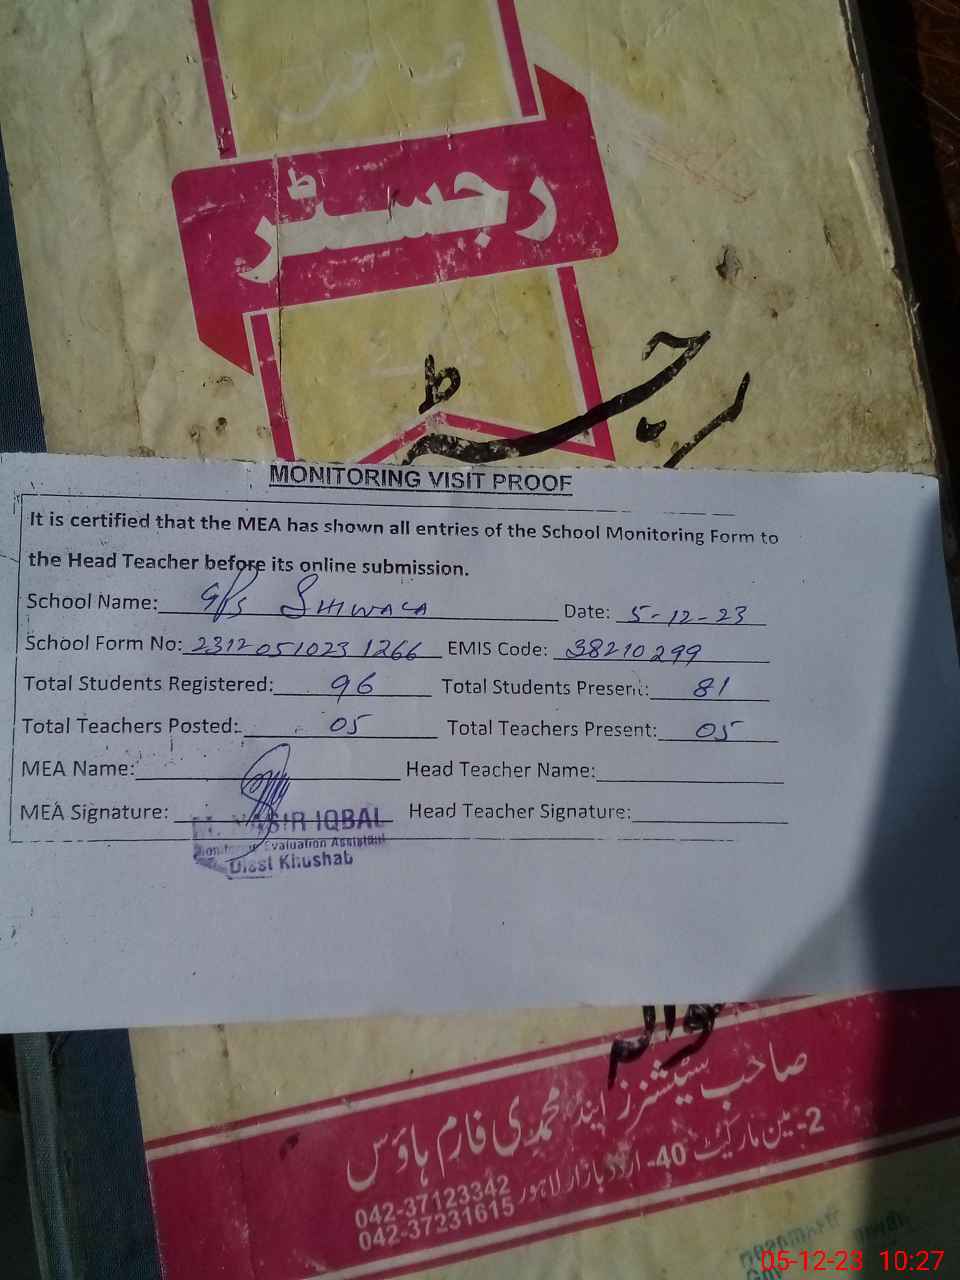 رجسٹر
رجسٹر
MONITORING VISIT PROOF
It is certified that the MEA has shown all entries of the School Monitoring Form to
the Head Teacher before its online submission.
School Name: G/PS SHIWALA Date: 5-12-23
School Form No: 2312051023 1266 EMIS Code: 38210299
Total Students Registered: 96 Total Students Present: 81
Total Teachers Posted: 05 Total Teachers Present: 05
MEA Name: Head Teacher Name:
MEA Signature: Head Teacher Signature:
M. NASIR IQBAL
Monitoring Evaluation Assistant
Distt Khushab
صاحب سٹیشنرز اینڈ محمدی فارم ہاؤس
2-مین مارکیٹ 40-اردو بازار لاہور
042-37123342
042-37231615
05-12-23 10:27